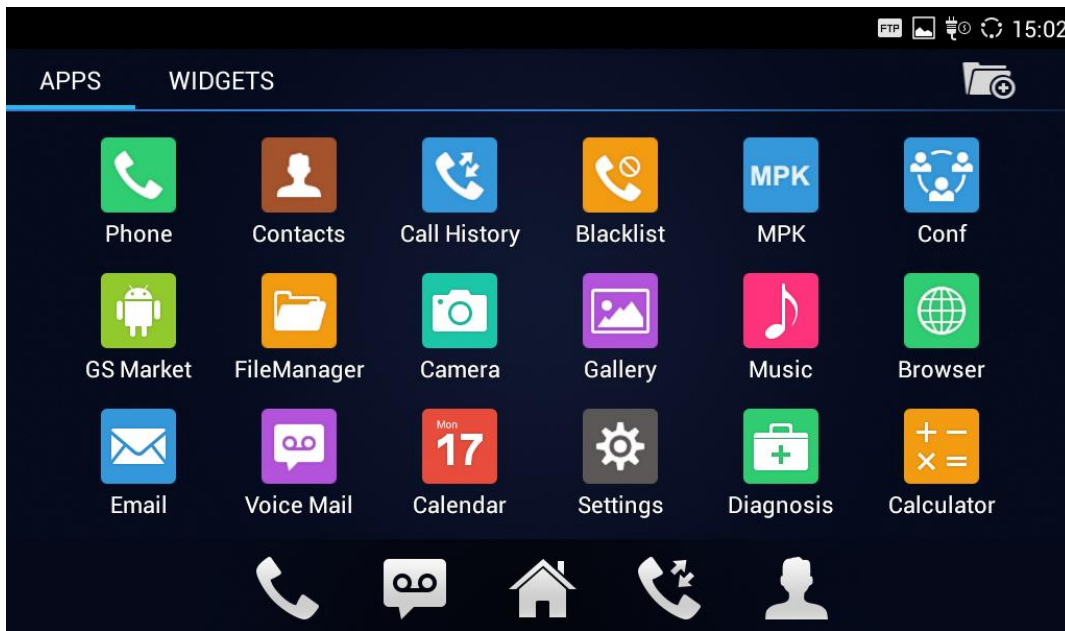 FTP 15:02
APPS WIDGETS
MPK
Phone Contacts Call History Blacklist MPK Conf
GS Market FileManager Camera Gallery Music Browser
Mon
17
Email Voice Mail Calendar Settings Diagnosis Calculator